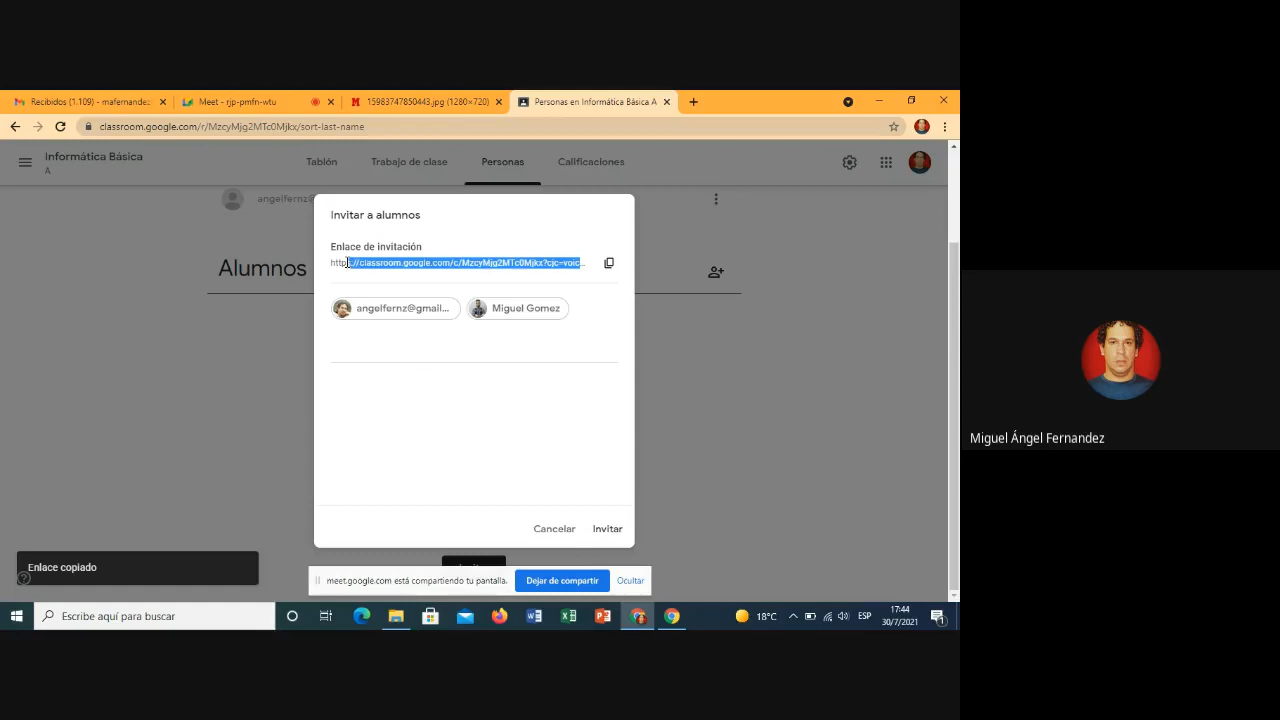 Recibidos (1.109) - mafernandez
Meet - rjp-pmfn-wtu
15983747850443.jpg (1280×720)
Personas en Informática Básica A
classroom.google.com/r/MzcyMjg2MTc0Mjkx/sort-last-name
Informática Básica
A
Tablón
Trabajo de clase
Personas
Calificaciones
angelfernz@
Invitar a alumnos
Enlace de invitación
https://classroom.google.com/c/MzcyMjg2MTc0Mjkx?cjc=voic...
Alumnos
angelfernz@gmail...
Miguel Gomez
Cancelar
Invitar
Enlace copiado
meet.google.com está compartiendo tu pantalla.
Dejar de compartir
Ocultar
Escribe aquí para buscar
18°C
ESP
17:44
30/7/2021
1
Miguel Ángel Fernandez